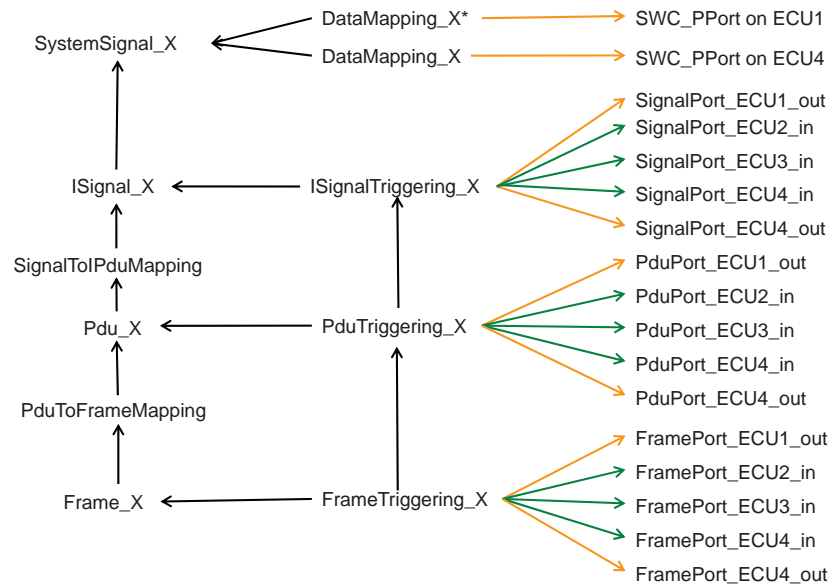 DataMapping_X*
SWC_PPort on ECU1
SystemSignal_X
DataMapping_X
SWC_PPort on ECU4
SignalPort_ECU1_out
SignalPort_ECU2_in
SignalPort_ECU3_in
ISignal_X
ISignalTriggering_X
SignalPort_ECU4_in
SignalPort_ECU4_out
SignalToIPduMapping
PduPort_ECU1_out
PduPort_ECU2_in
Pdu_X
PduTriggering_X
PduPort_ECU3_in
PduPort_ECU4_in
PduPort_ECU4_out
PduToFrameMapping
FramePort_ECU1_out
FramePort_ECU2_in
Frame_X
FrameTriggering_X
FramePort_ECU3_in
FramePort_ECU4_in
FramePort_ECU4_out